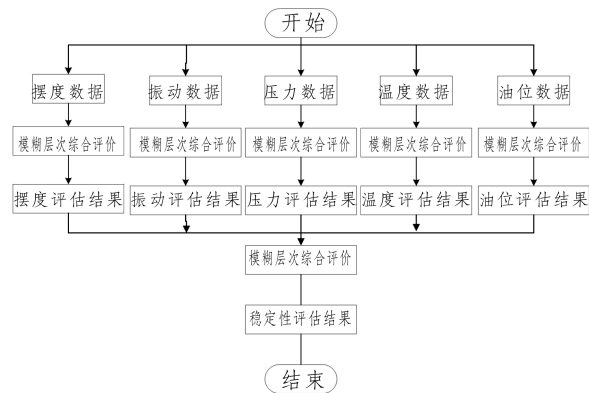 开始
摆度数据 振动数据 压力数据 温度数据 油位数据
模糊层次综合评价 模糊层次综合评价 模糊层次综合评价 模糊层次综合评价 模糊层次综合评价
摆度评估结果 振动评估结果 压力评估结果 温度评估结果 油位评估结果
模糊层次综合评价
稳定性评估结果
结束